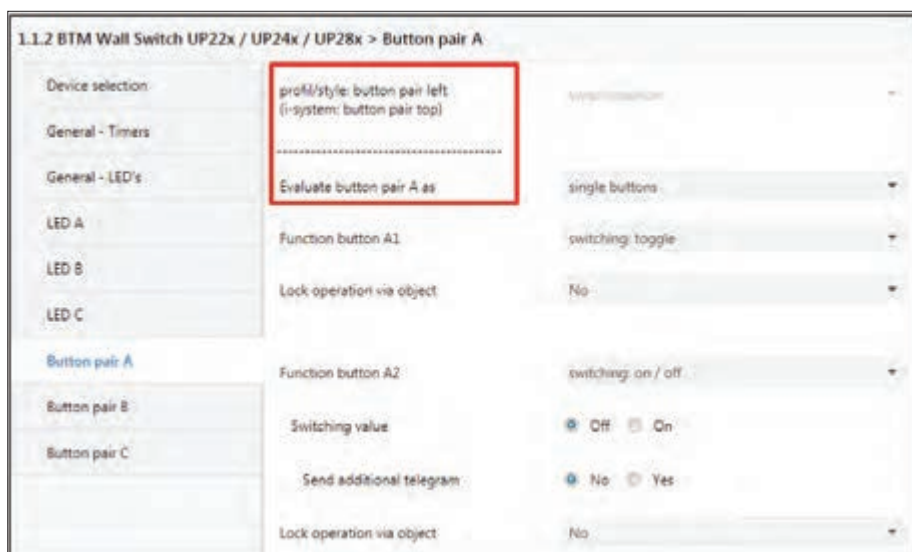 1.1.2 BTM Wall Switch UP22x / UP24x / UP28x > Button pair A
Device selection
General - Timers
General - LED's
LED A
LED B
LED C
Button pair A
Button pair B
Button pair C
profil/style: button pair left
(i-system: button pair top)
Evaluate button pair A as
single buttons
Function button A1
switching: toggle
Lock operation via object
No
Function button A2
switching: on / off
Switching value
Off On
Send additional telegram
No Yes
Lock operation via object
No